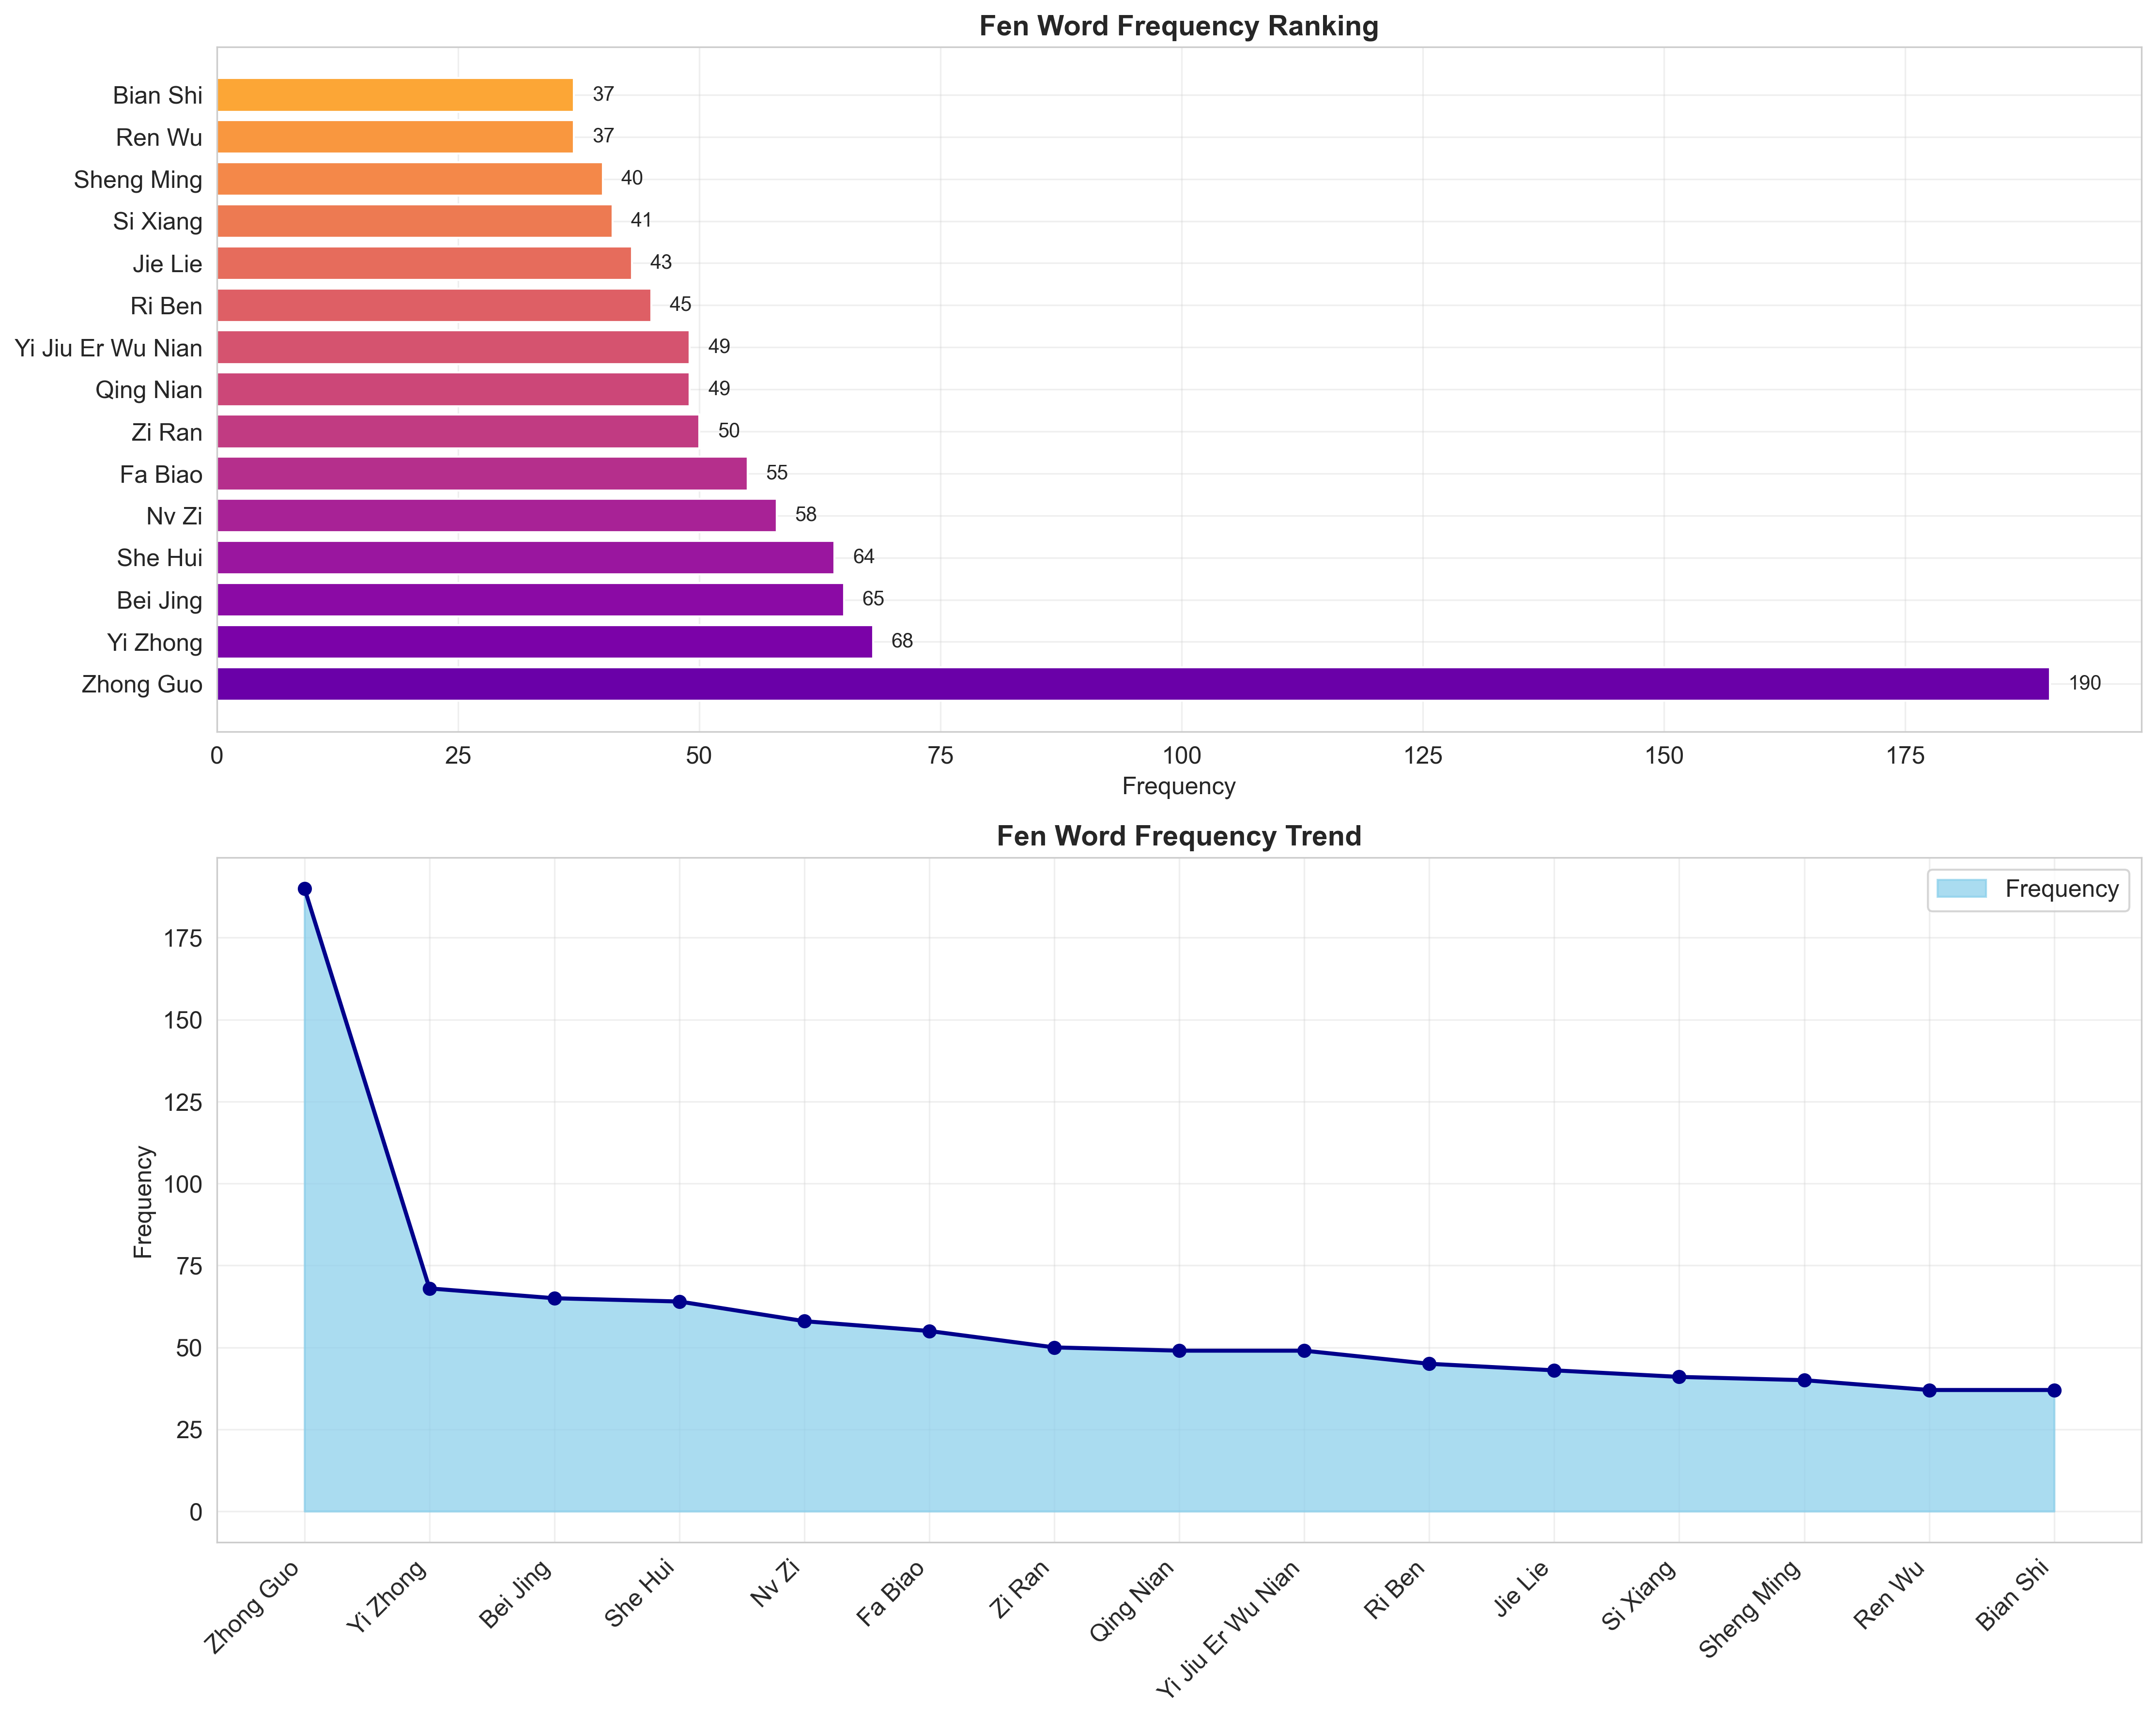 Fen Word Frequency Ranking
Bian Shi 37
Ren Wu 37
Sheng Ming 40
Si Xiang 41
Jie Lie 43
Ri Ben 45
Yi Jiu Er Wu Nian 49
Qing Nian 49
Zi Ran 50
Fa Biao 55
Nv Zi 58
She Hui 64
Bei Jing 65
Yi Zhong 68
Zhong Guo 190
0 25 50 75 100 125 150 175
Frequency
Fen Word Frequency Trend
Frequency
175
150
125
100
75
50
25
0
Frequency
Zhong Guo
Yi Zhong
Bei Jing
She Hui
Nv Zi
Fa Biao
Zi Ran
Qing Nian
Yi Jiu Er Wu Nian
Ri Ben
Jie Lie
Si Xiang
Sheng Ming
Ren Wu
Bian Shi